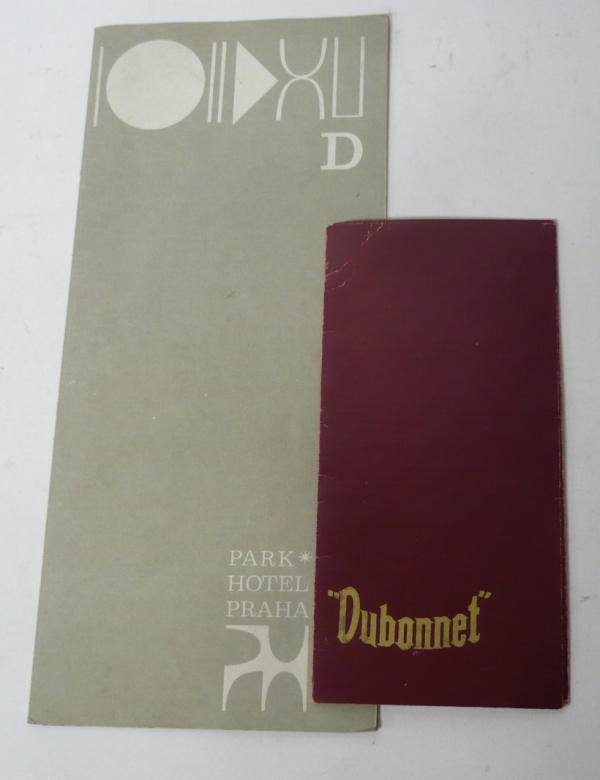 D
PARK*
HOTEL
PRAHA
"Dubonnet"